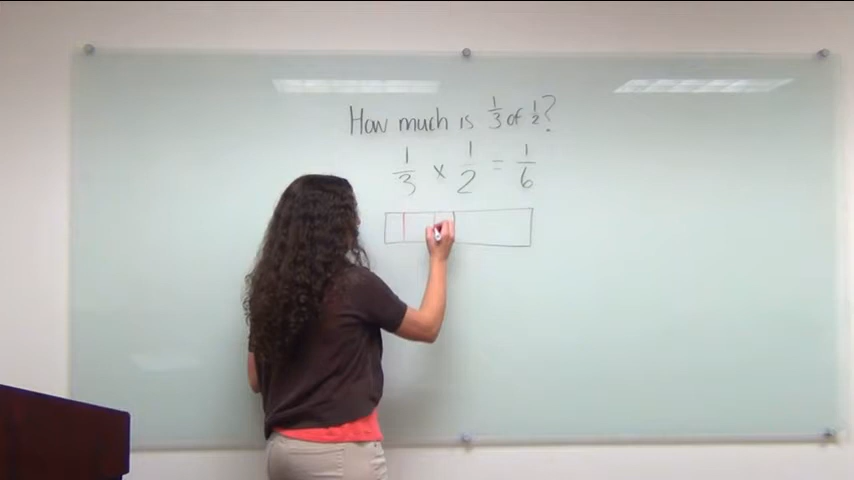 How much is 1/3 of 1/2?
1/3 x 1/2 = 1/6